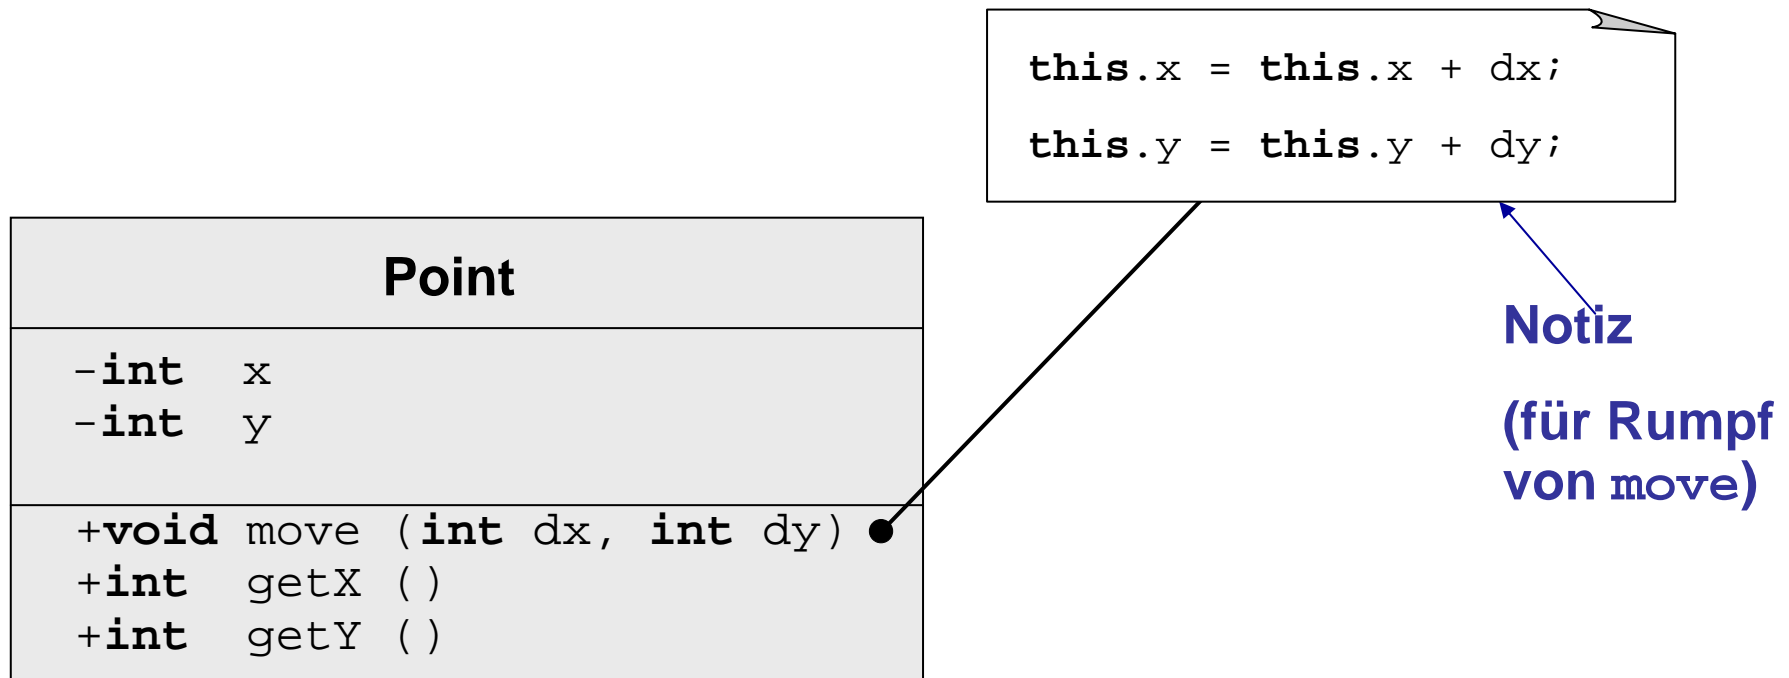 this.x = this.x + dx;
this.y = this.y + dy;
Point
-int x
-int y
+void move (int dx, int dy)
+int getX ()
+int getY ()
Notiz
(für Rumpf
von move)